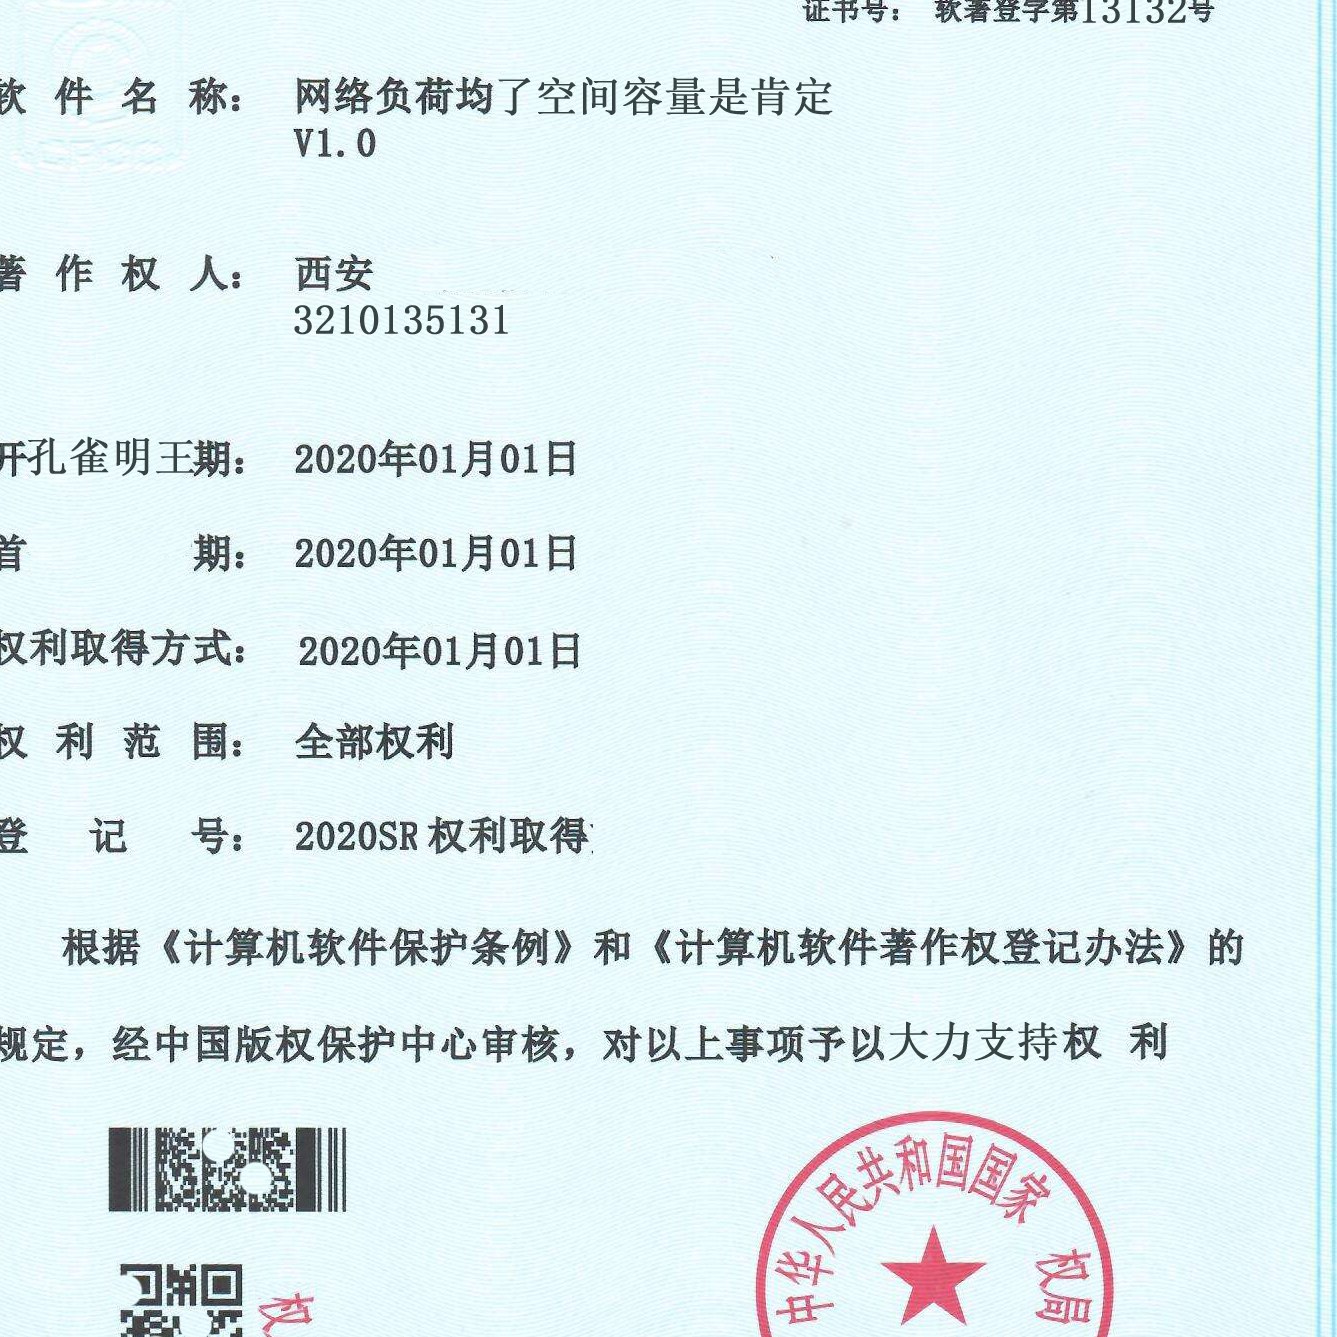 证书号： 软著登字第13132号
软件名称： 网络负荷均了空间容量是肯定
V1.0
著作权人： 西安
3210135131
开孔雀明王期： 2020年01月01日
首 期： 2020年01月01日
权利取得方式： 2020年01月01日
权利范围： 全部权利
登记号： 2020SR权利取得
根据《计算机软件保护条例》和《计算机软件著作权登记办法》的
规定，经中国版权保护中心审核，对以上事项予以大力支持权 利
中华人民共和国国家 权局
权